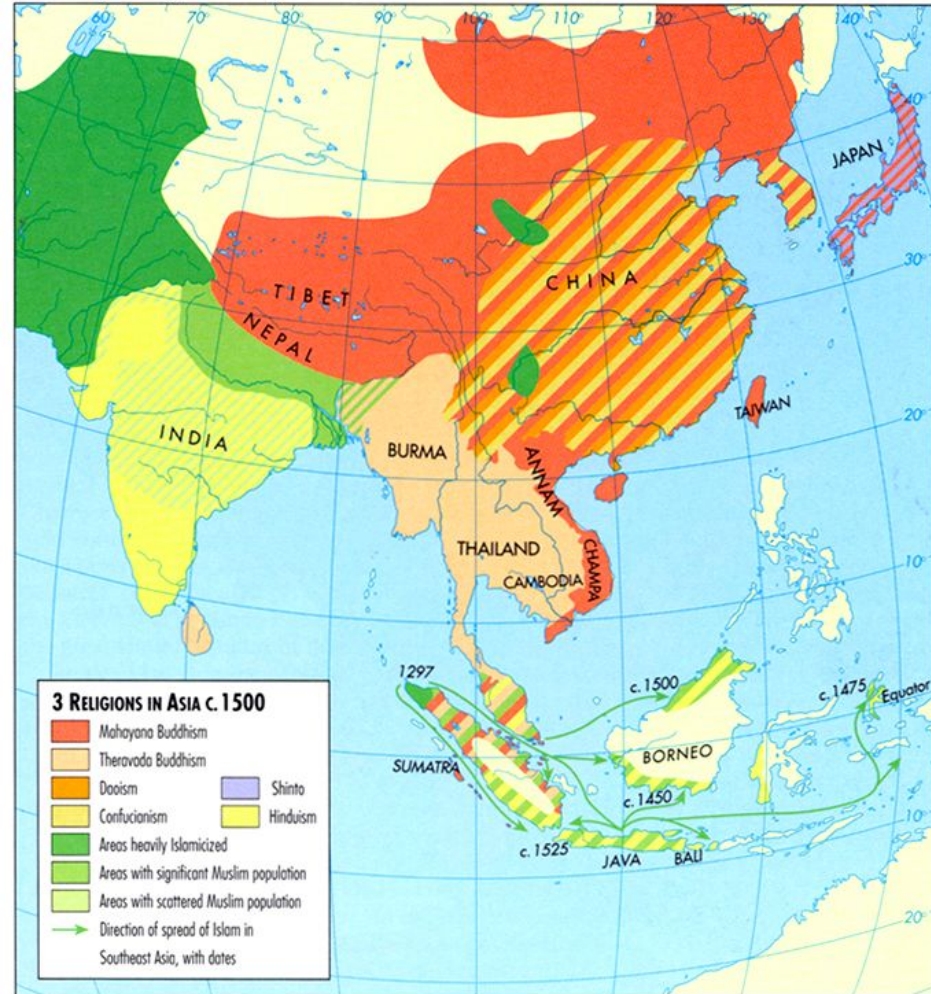 50°
60°
70°
80°
90°
100°
110°
120°
130°
140°
40°
JAPAN
30°
CHINA
TIBET
NEPAL
20°
TAIWAN
INDIA
BURMA
ANNAM
THAILAND
CHAMPA
CAMBODIA
10°
1297
c.1500
c.1475
Equator
SUMATRA
BORNEO
c.1450
10°
c.1525
JAVA
BALI
20°
3 RELIGIONS IN ASIA C.1500
Mahayana Buddhism
Theravada Buddhism
Daoism
Shinto
Confucianism
Hinduism
Areas heavily Islamicized
Areas with significant Muslim population
Areas with scattered Muslim population
Direction of spread of Islam in
Southeast Asia, with dates